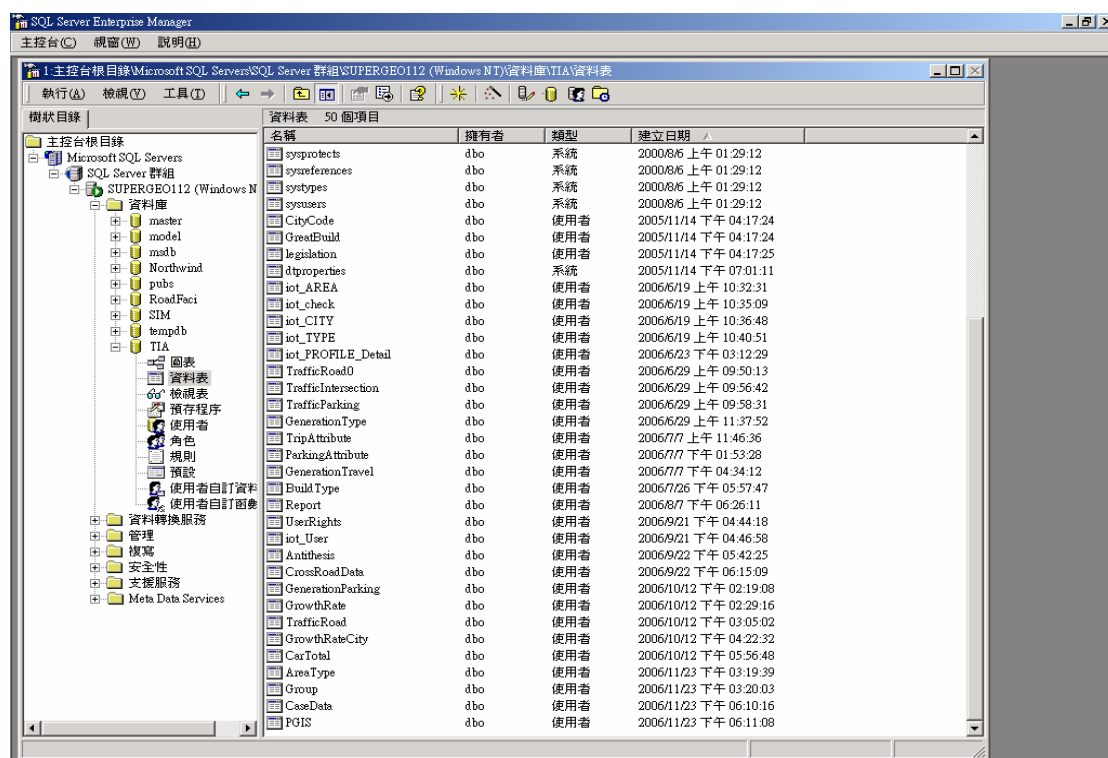 SQL Server Enterprise Manager
主控台(C) 視窗(W) 說明(H)
1:主控台根目錄\Microsoft SQL Servers\SQL Server 群組\SUPERGEO112 (Windows NT)\資料庫\TIA\資料表
執行(A) 檢視(V) 工具(T)
樹狀目錄
資料表 50 個項目
主控台根目錄
Microsoft SQL Servers
SQL Server 群組
SUPERGEO112 (Windows N
資料庫
master
model
msdb
Northwind
pubs
RoadFaci
SIM
tempdb
TIA
圖表
資料表
檢視表
預存程序
使用者
角色
規則
預設
使用者自訂資料
使用者自訂函數
資料轉換服務
管理
複寫
安全性
支援服務
Meta Data Services
名稱 擁有者 類型 建立日期
sysprotects dbo 系統 2000/8/6 上午 01:29:12
sysreferences dbo 系統 2000/8/6 上午 01:29:12
systypes dbo 系統 2000/8/6 上午 01:29:12
sysusers dbo 系統 2000/8/6 上午 01:29:12
CityCode dbo 使用者 2005/11/14 下午 04:17:24
GreatBuild dbo 使用者 2005/11/14 下午 04:17:24
legislation dbo 使用者 2005/11/14 下午 04:17:25
dtproperties dbo 系統 2005/11/14 下午 07:01:11
iot_AREA dbo 使用者 2006/6/19 上午 10:32:31
iot_check dbo 使用者 2006/6/19 上午 10:35:09
iot_CITY dbo 使用者 2006/6/19 上午 10:36:48
iot_TYPE dbo 使用者 2006/6/19 上午 10:40:51
iot_PROFILE_Detail dbo 使用者 2006/6/23 下午 03:12:29
TrafficRoad0 dbo 使用者 2006/6/29 上午 09:50:13
TrafficIntersection dbo 使用者 2006/6/29 上午 09:56:42
TrafficParking dbo 使用者 2006/6/29 上午 09:58:31
GenerationType dbo 使用者 2006/6/29 上午 11:37:52
TripAttribute dbo 使用者 2006/7/7 上午 11:46:36
ParkingAttribute dbo 使用者 2006/7/7 下午 01:53:28
GenerationTravel dbo 使用者 2006/7/7 下午 04:34:12
BuildType dbo 使用者 2006/7/26 下午 05:57:47
Report dbo 使用者 2006/8/7 下午 06:26:11
UserRights dbo 使用者 2006/9/21 下午 04:44:18
iot_User dbo 使用者 2006/9/21 下午 04:46:58
Antithesis dbo 使用者 2006/9/22 下午 05:42:25
CrossRoadData dbo 使用者 2006/9/22 下午 06:15:09
GenerationParking dbo 使用者 2006/10/12 下午 02:19:08
GrowthRate dbo 使用者 2006/10/12 下午 02:29:16
TrafficRoad dbo 使用者 2006/10/12 下午 03:05:02
GrowthRateCity dbo 使用者 2006/10/12 下午 04:22:32
CarTotal dbo 使用者 2006/10/12 下午 05:56:48
AreaType dbo 使用者 2006/11/23 下午 03:19:39
Group dbo 使用者 2006/11/23 下午 03:20:03
CaseData dbo 使用者 2006/11/23 下午 06:10:16
PGIS dbo 使用者 2006/11/23 下午 06:11:08